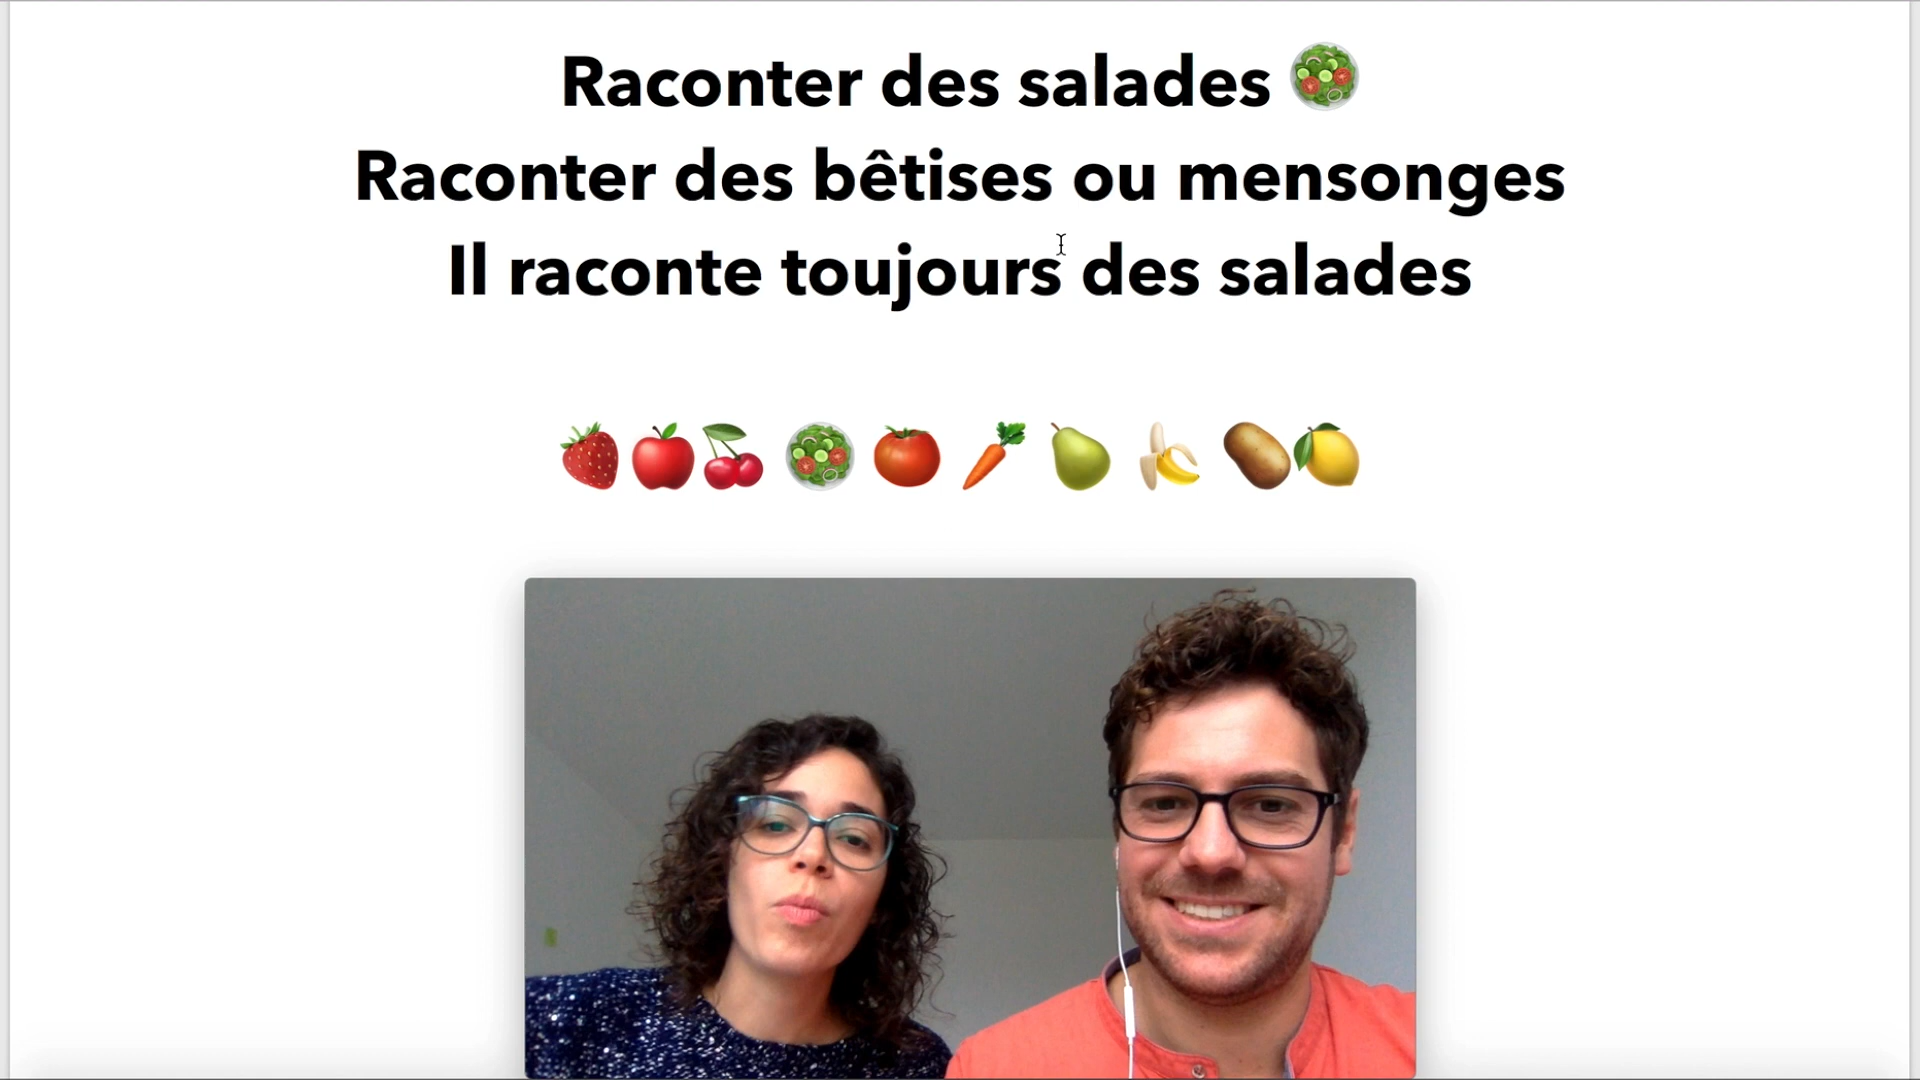 Raconter des salades 🥗
Raconter des bêtises ou mensonges
Il raconte toujours des salades